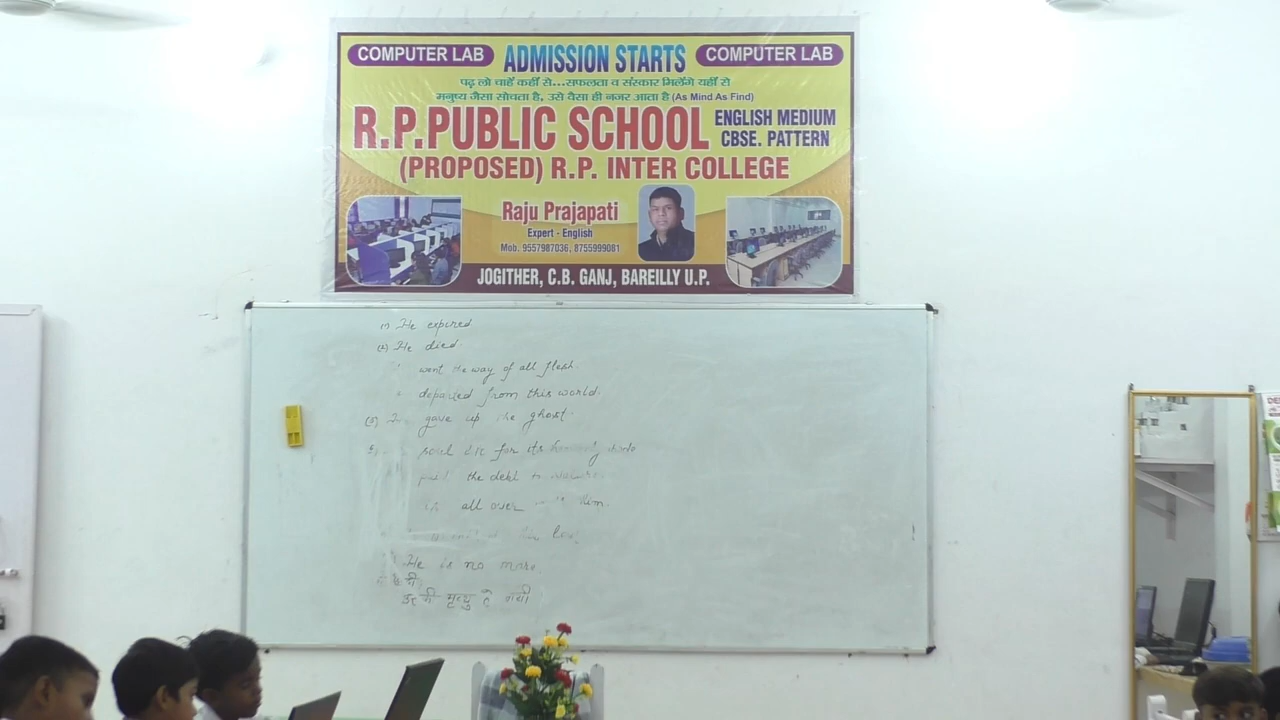 COMPUTER LAB ADMISSION STARTS COMPUTER LAB
पढ़ लो चाहें कहीं से...सफलता व संस्कार मिलेंगे यहीं से
मनुष्य जैसा सोचता है, उसे वैसा ही नजर आता है (As Mind As Find)
R.P.PUBLIC SCHOOL
ENGLISH MEDIUM
CBSE. PATTERN
(PROPOSED) R.P. INTER COLLEGE
Raju Prajapati
Expert - English
Mob. 9557987036, 8755999081
JOGITHER, C.B. GANJ, BAREILLY U.P.
(1) He expired
(2) He died.
went the way of all flesh.
departed from this world.
gave up the ghost.
soul for its
the debt to
all over him.
He is no more.
की
की मृत्यु हो गयी